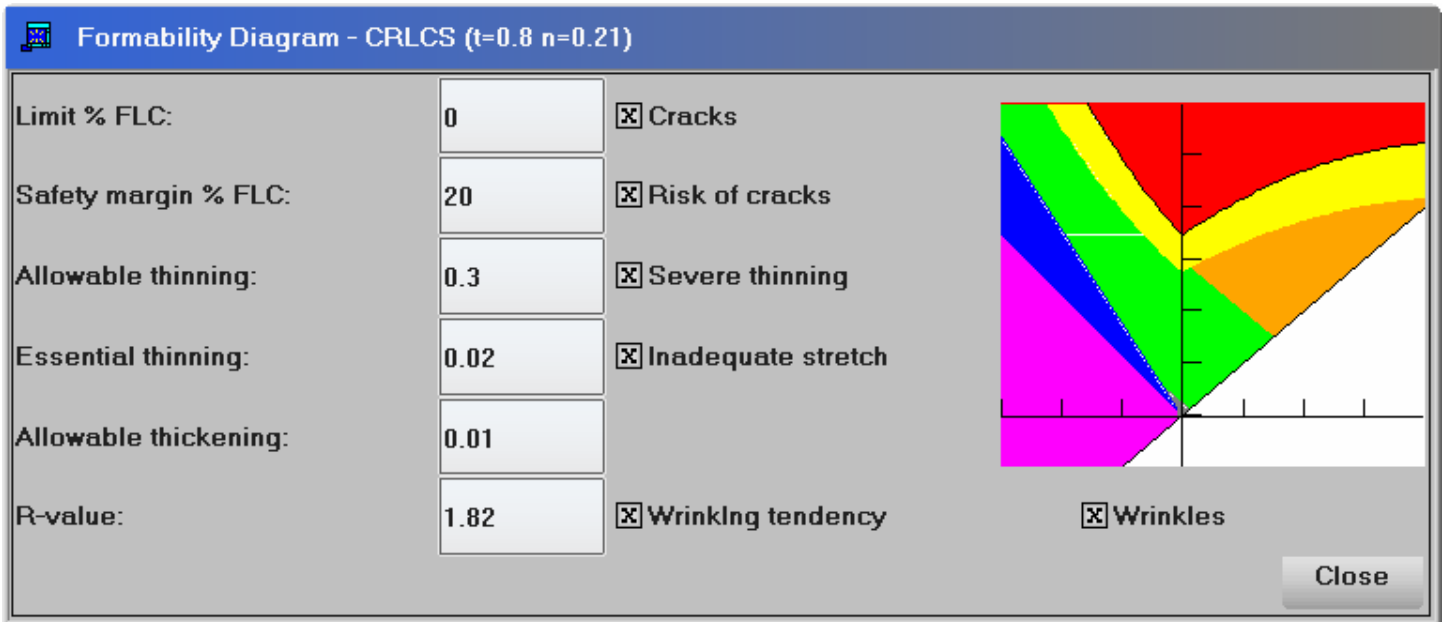 Formability Diagram - CRLCS (t=0.8 n=0.21)
Limit % FLC: 0 Cracks
Safety margin % FLC: 20 Risk of cracks
Allowable thinning: 0.3 Severe thinning
Essential thinning: 0.02 Inadequate stretch
Allowable thickening: 0.01
R-value: 1.82 Wrinklng tendency Wrinkles
Close